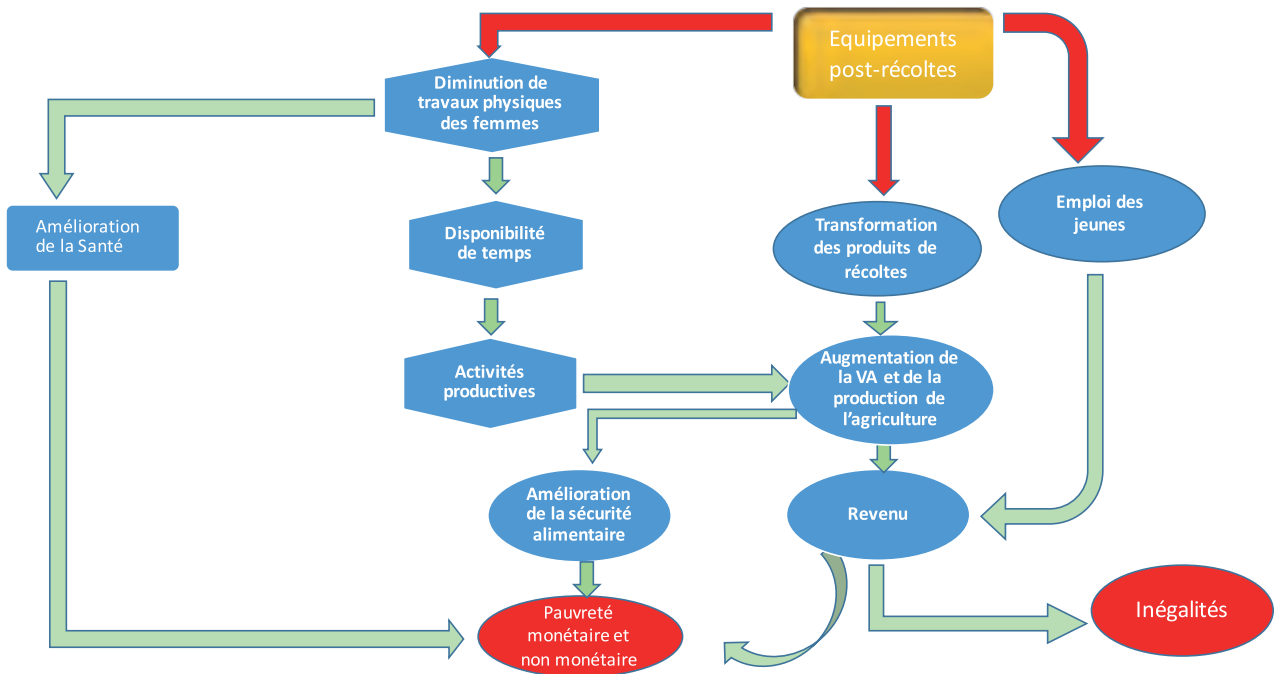 Equipements
post-récoltes
Diminution de
travaux physiques
des femmes
Amélioration
de la Santé
Disponibilité
de temps
Transformation
des produits de
récoltes
Emploi des
jeunes
Activités
productives
Augmentation de
la VA et de la
production de
l’agriculture
Amélioration
de la sécurité
alimentaire
Revenu
Pauvreté
monétaire et
non monétaire
Inégalités